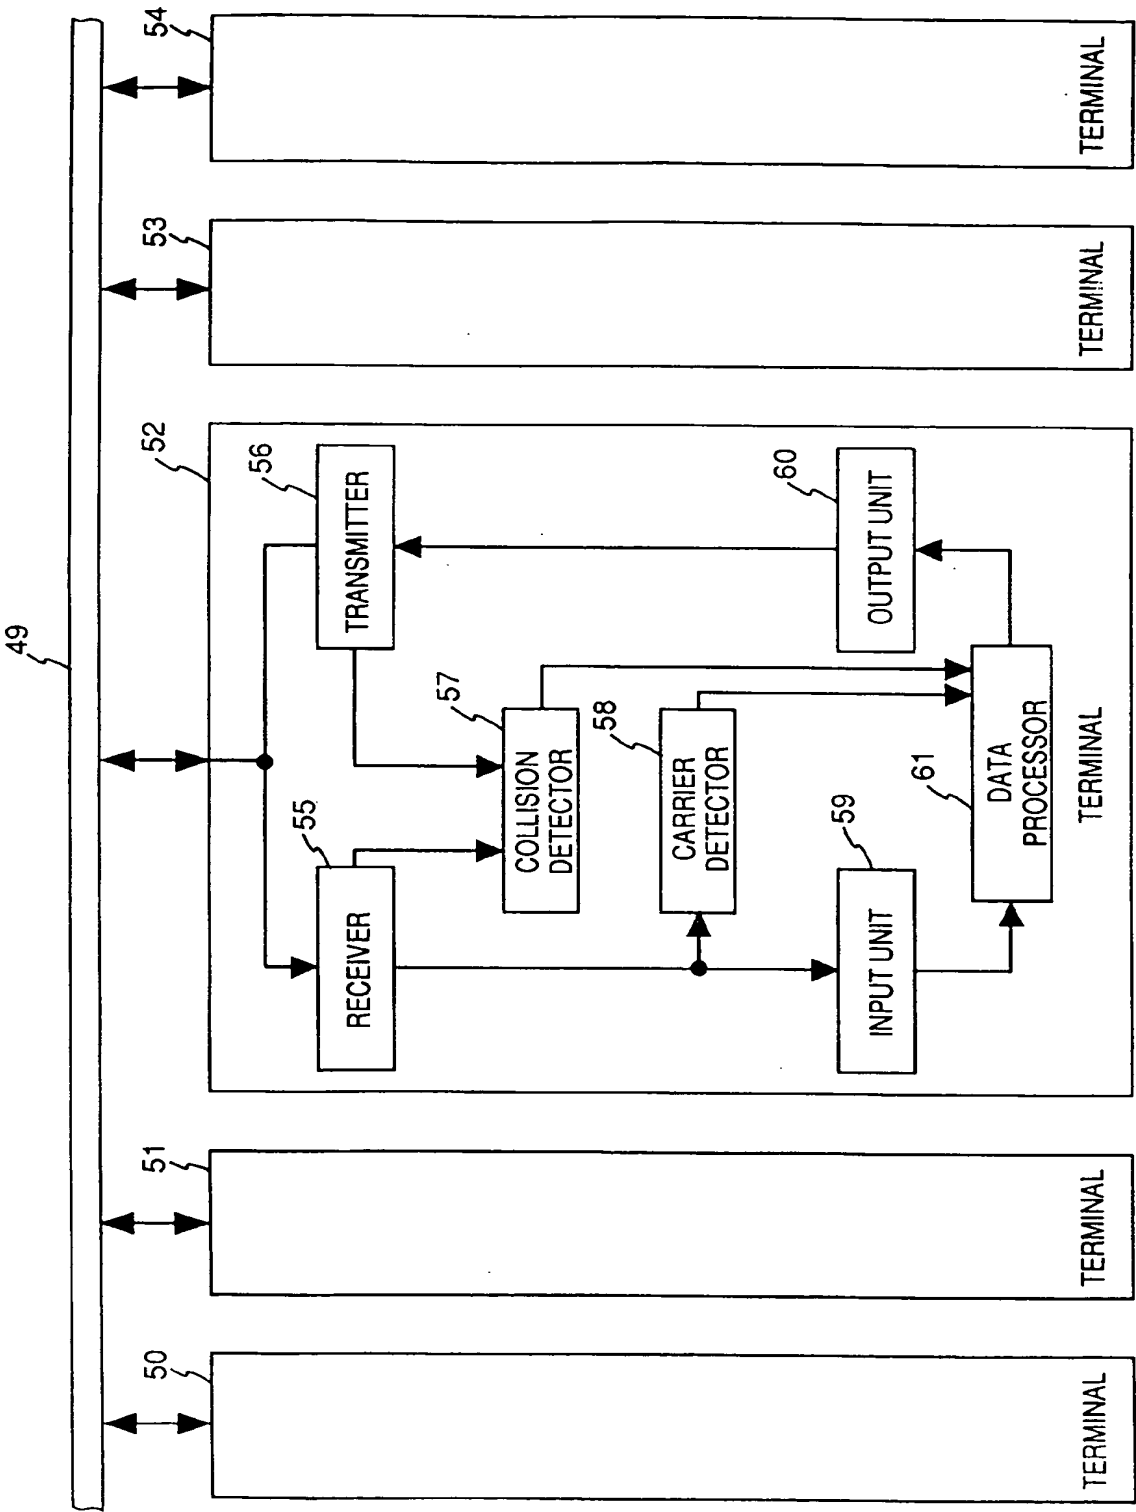 49
50
51
52
53
54
TERMINAL
TERMINAL
55
RECEIVER
56
TRANSMITTER
57
COLLISION
DETECTOR
58
CARRIER
DETECTOR
59
INPUT UNIT
60
OUTPUT UNIT
61
DATA
PROCESSOR
TERMINAL
TERMINAL
TERMINAL